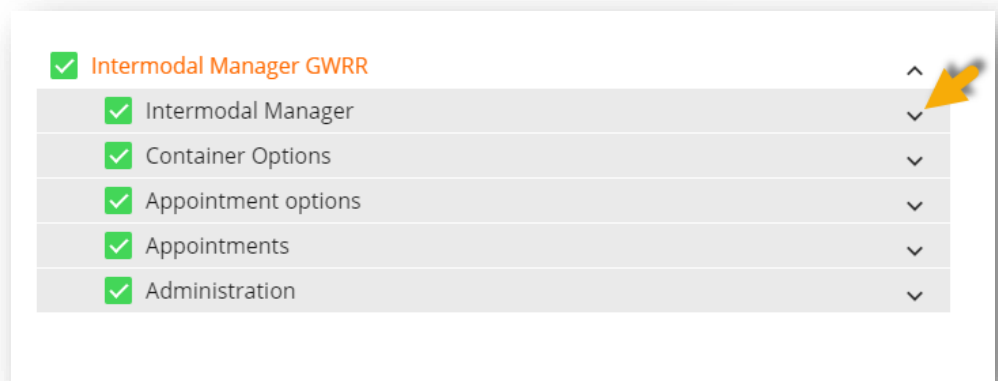 Intermodal Manager GWRR
Intermodal Manager
Container Options
Appointment options
Appointments
Administration